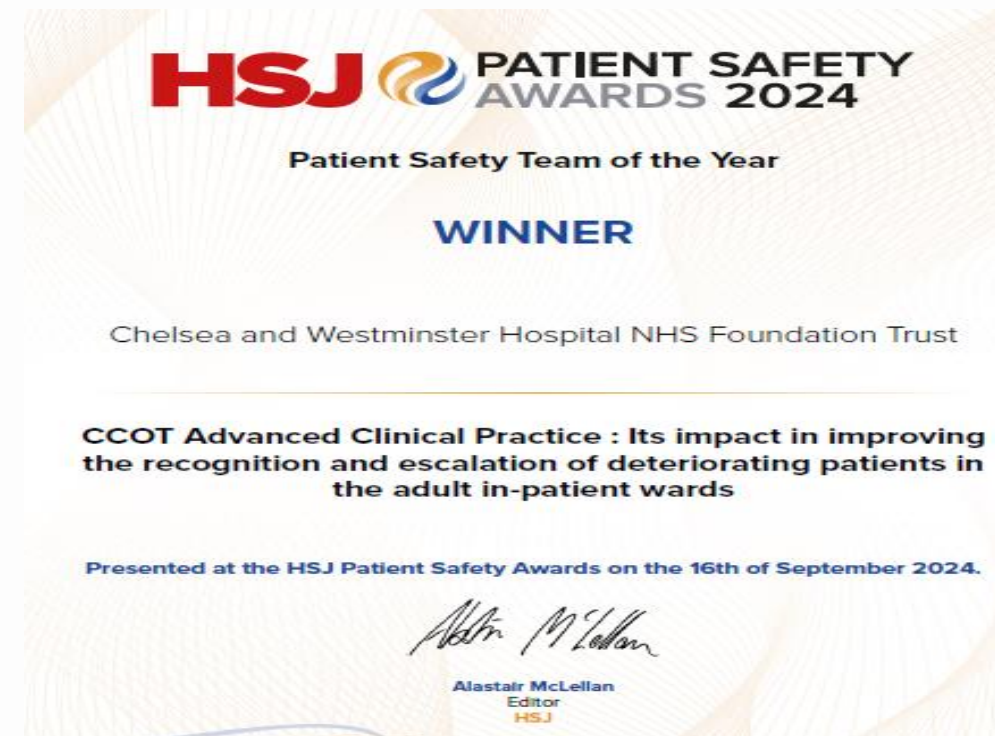 HSJ PATIENT SAFETY
AWARDS 2024
Patient Safety Team of the Year
WINNER
Chelsea and Westminster Hospital NHS Foundation Trust
CCOT Advanced Clinical Practice : Its impact in improving
the recognition and escalation of deteriorating patients in
the adult in-patient wards
Presented at the HSJ Patient Safety Awards on the 16th of September 2024.
Alastair McLellan
Editor
HSJ